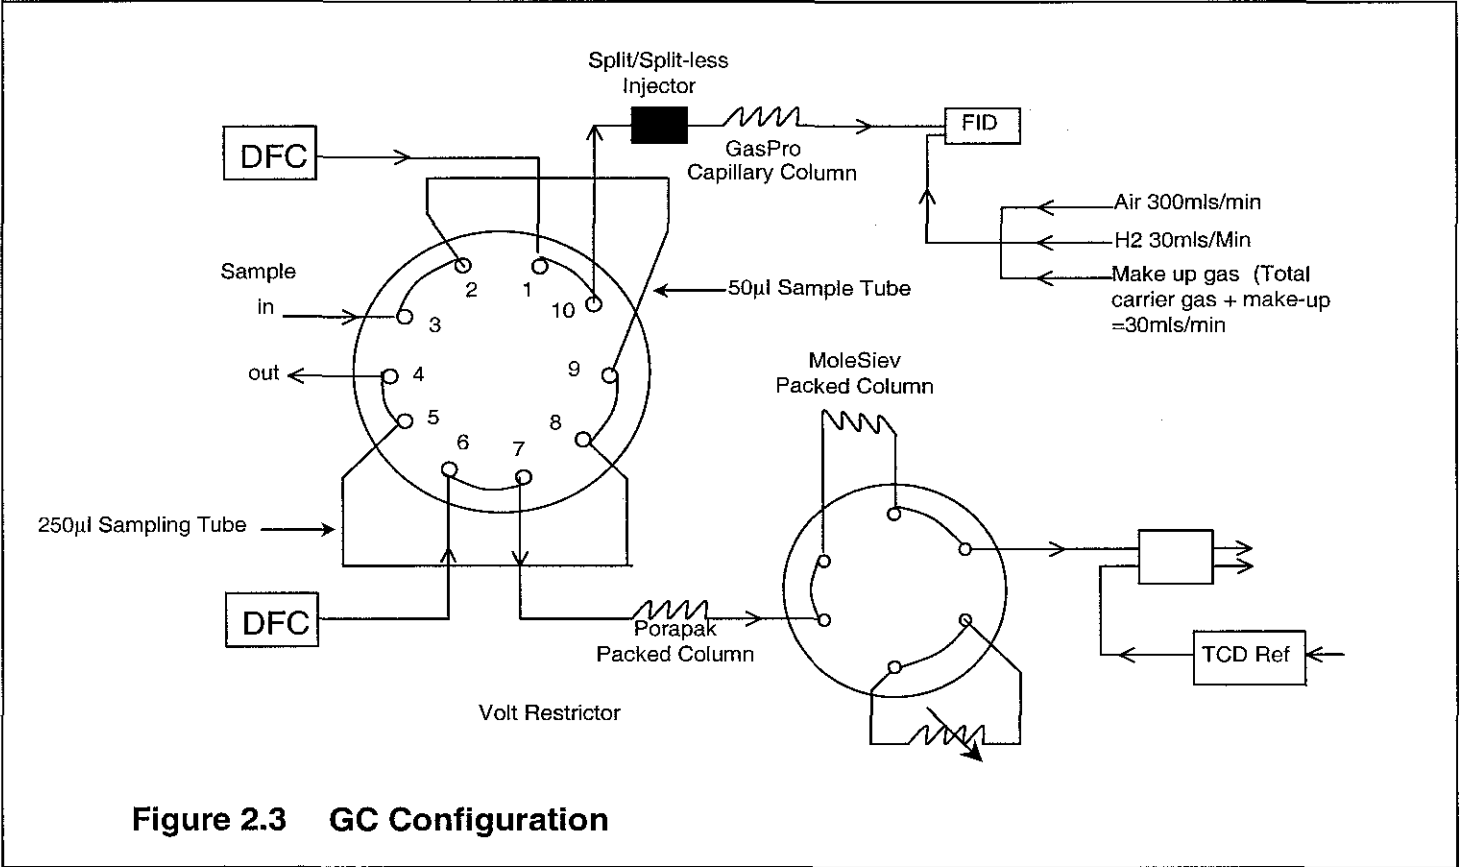 Split/Split-less
Injector
DFC
GasPro
Capillary Column
FID
Air 300mls/min
H2 30mls/Min
Make up gas (Total
carrier gas + make-up
=30mls/min
Sample
in
out
2
1
10
3
4
9
5
8
6
7
50µl Sample Tube
MoleSiev
Packed Column
250µl Sampling Tube
DFC
Porapak
Packed Column
TCD Ref
Volt Restrictor
Figure 2.3 GC Configuration